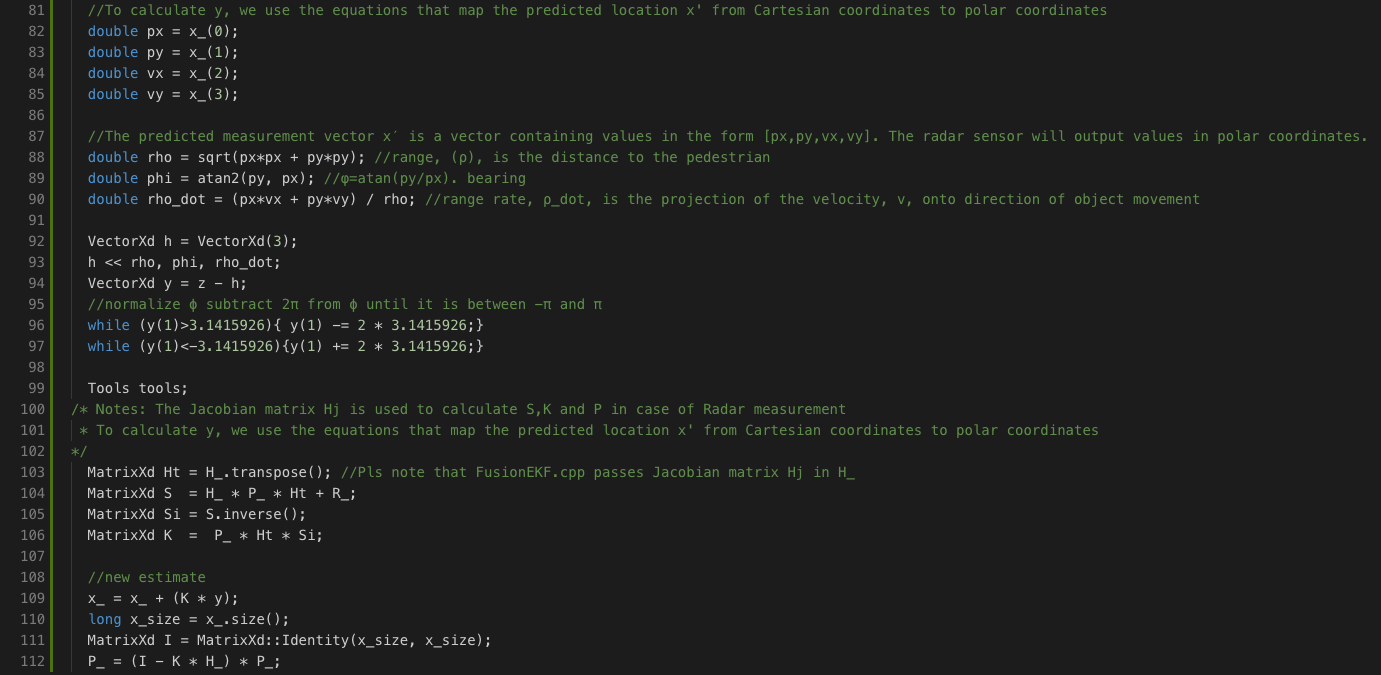 81 //To calculate y, we use the equations that map the predicted location x' from Cartesian coordinates to polar coordinates
82 double px = x_(0);
83 double py = x_(1);
84 double vx = x_(2);
85 double vy = x_(3);
86
87 //The predicted measurement vector x′ is a vector containing values in the form [px,py,vx,vy]. The radar sensor will output values in polar coordinates.
88 double rho = sqrt(px*px + py*py); //range, (ρ), is the distance to the pedestrian
89 double phi = atan2(py, px); //φ=atan(py/px). bearing
90 double rho_dot = (px*vx + py*vy) / rho; //range rate, ρ_dot, is the projection of the velocity, v, onto direction of object movement
91
92 VectorXd h = VectorXd(3);
93 h << rho, phi, rho_dot;
94 VectorXd y = z - h;
95 //normalize ϕ subtract 2π from ϕ until it is between -π and π
96 while (y(1)>3.1415926){ y(1) -= 2 * 3.1415926;}
97 while (y(1)<-3.1415926){y(1) += 2 * 3.1415926;}
98
99 Tools tools;
100 /* Notes: The Jacobian matrix Hj is used to calculate S,K and P in case of Radar measurement
101 * To calculate y, we use the equations that map the predicted location x' from Cartesian coordinates to polar coordinates
102 */
103 MatrixXd Ht = H_.transpose(); //Pls note that FusionEKF.cpp passes Jacobian matrix Hj in H_
104 MatrixXd S  = H_ * P_ * Ht + R_;
105 MatrixXd Si = S.inverse();
106 MatrixXd K  =  P_ * Ht * Si;
107
108 //new estimate
109 x_ = x_ + (K * y);
110 long x_size = x_.size();
111 MatrixXd I = MatrixXd::Identity(x_size, x_size);
112 P_ = (I - K * H_) * P_;